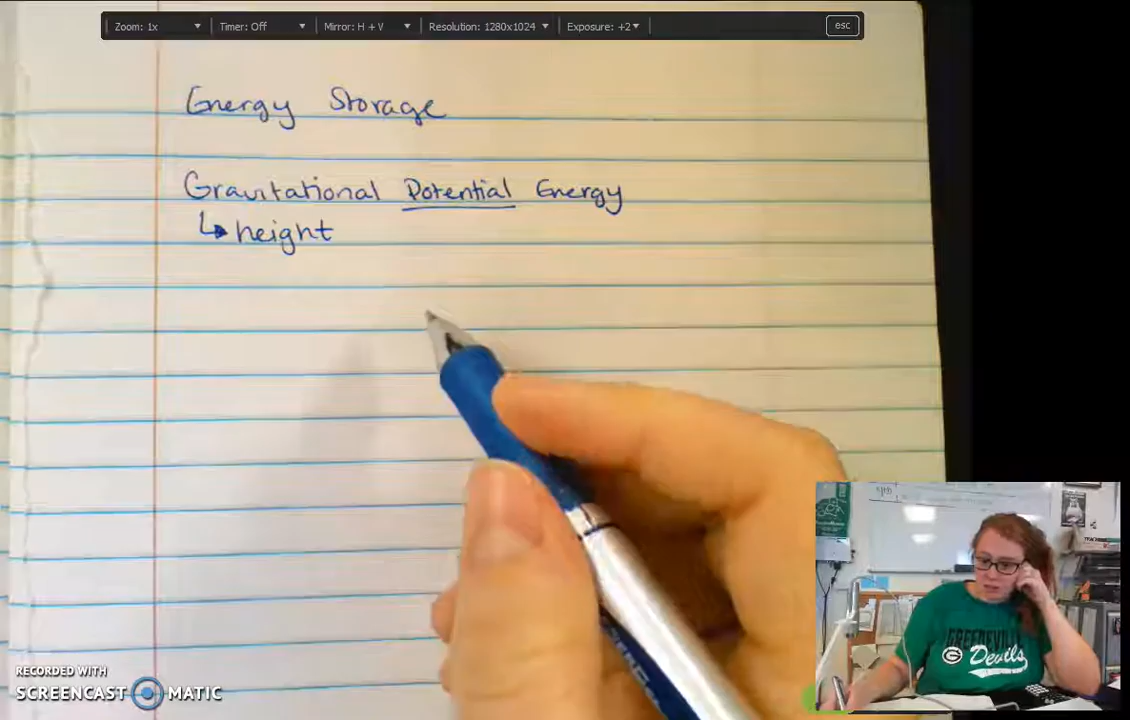 Zoom: 1x Timer: Off Mirror: H + V Resolution: 1280x1024 Exposure: +2 esc
Energy Storage
Gravitational Potential Energy
↳ height
Devils
RECORDED WITH
SCREENCAST MATIC